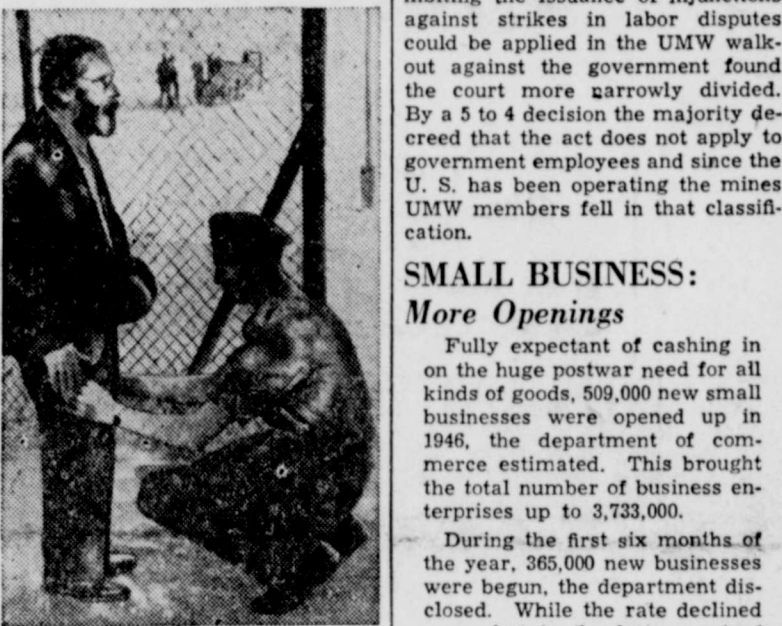 against strikes in labor disputes
could be applied in the UMW walk-
out against the government found
the court more narrowly divided.
By a 5 to 4 decision the majority de-
creed that the act does not apply to
government employees and since the
U. S. has been operating the mines
UMW members fell in that classifi-
cation.
SMALL BUSINESS:
More Openings
Fully expectant of cashing in
on the huge postwar need for all
kinds of goods, 509,000 new small
businesses were opened up in
1946, the department of com-
merce estimated. This brought
the total number of business en-
terprises up to 3,733,000.
During the first six months of
the year, 365,000 new businesses
were begun, the department dis-
closed. While the rate declined